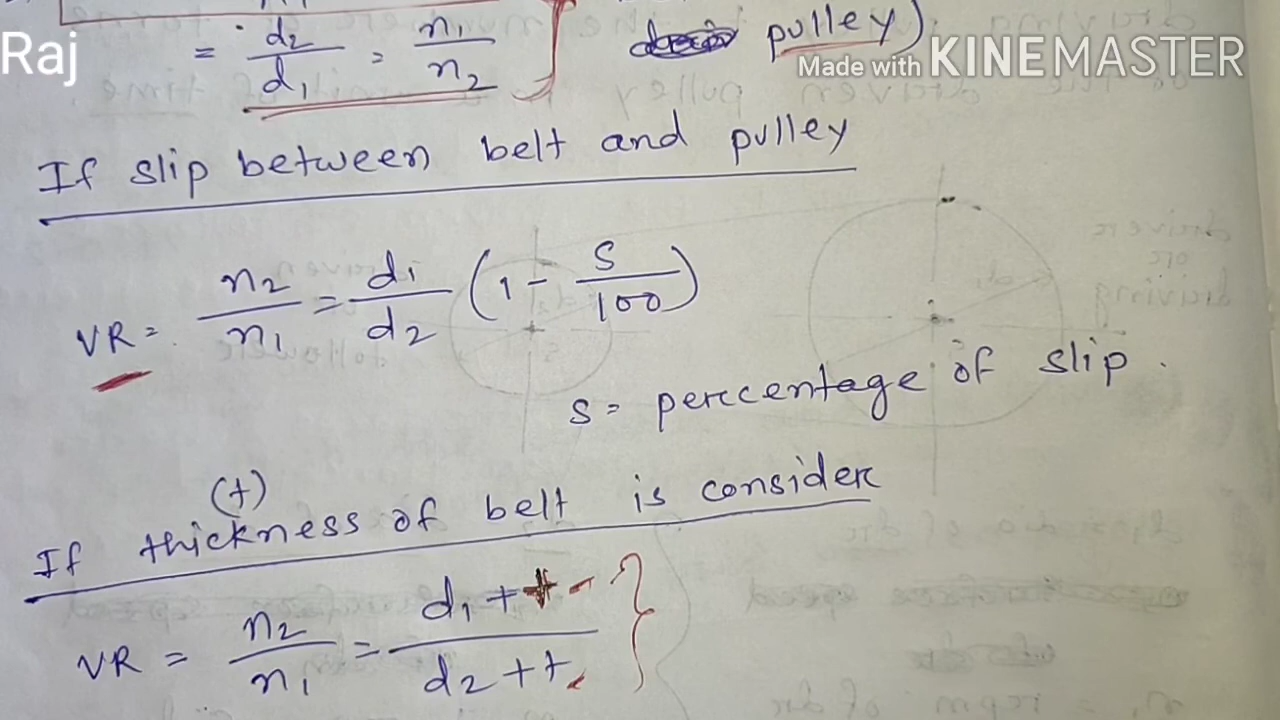 Raj
= d2/d1 = n1/n2 pulley)
Made with KINEMASTER
If slip between belt and pulley
VR = n2/n1 = d1/d2 (1 - S/100)
s = percentage of slip.
(t)
If thickness of belt is consider
VR = n2/n1 = d1 + t / d2 + t